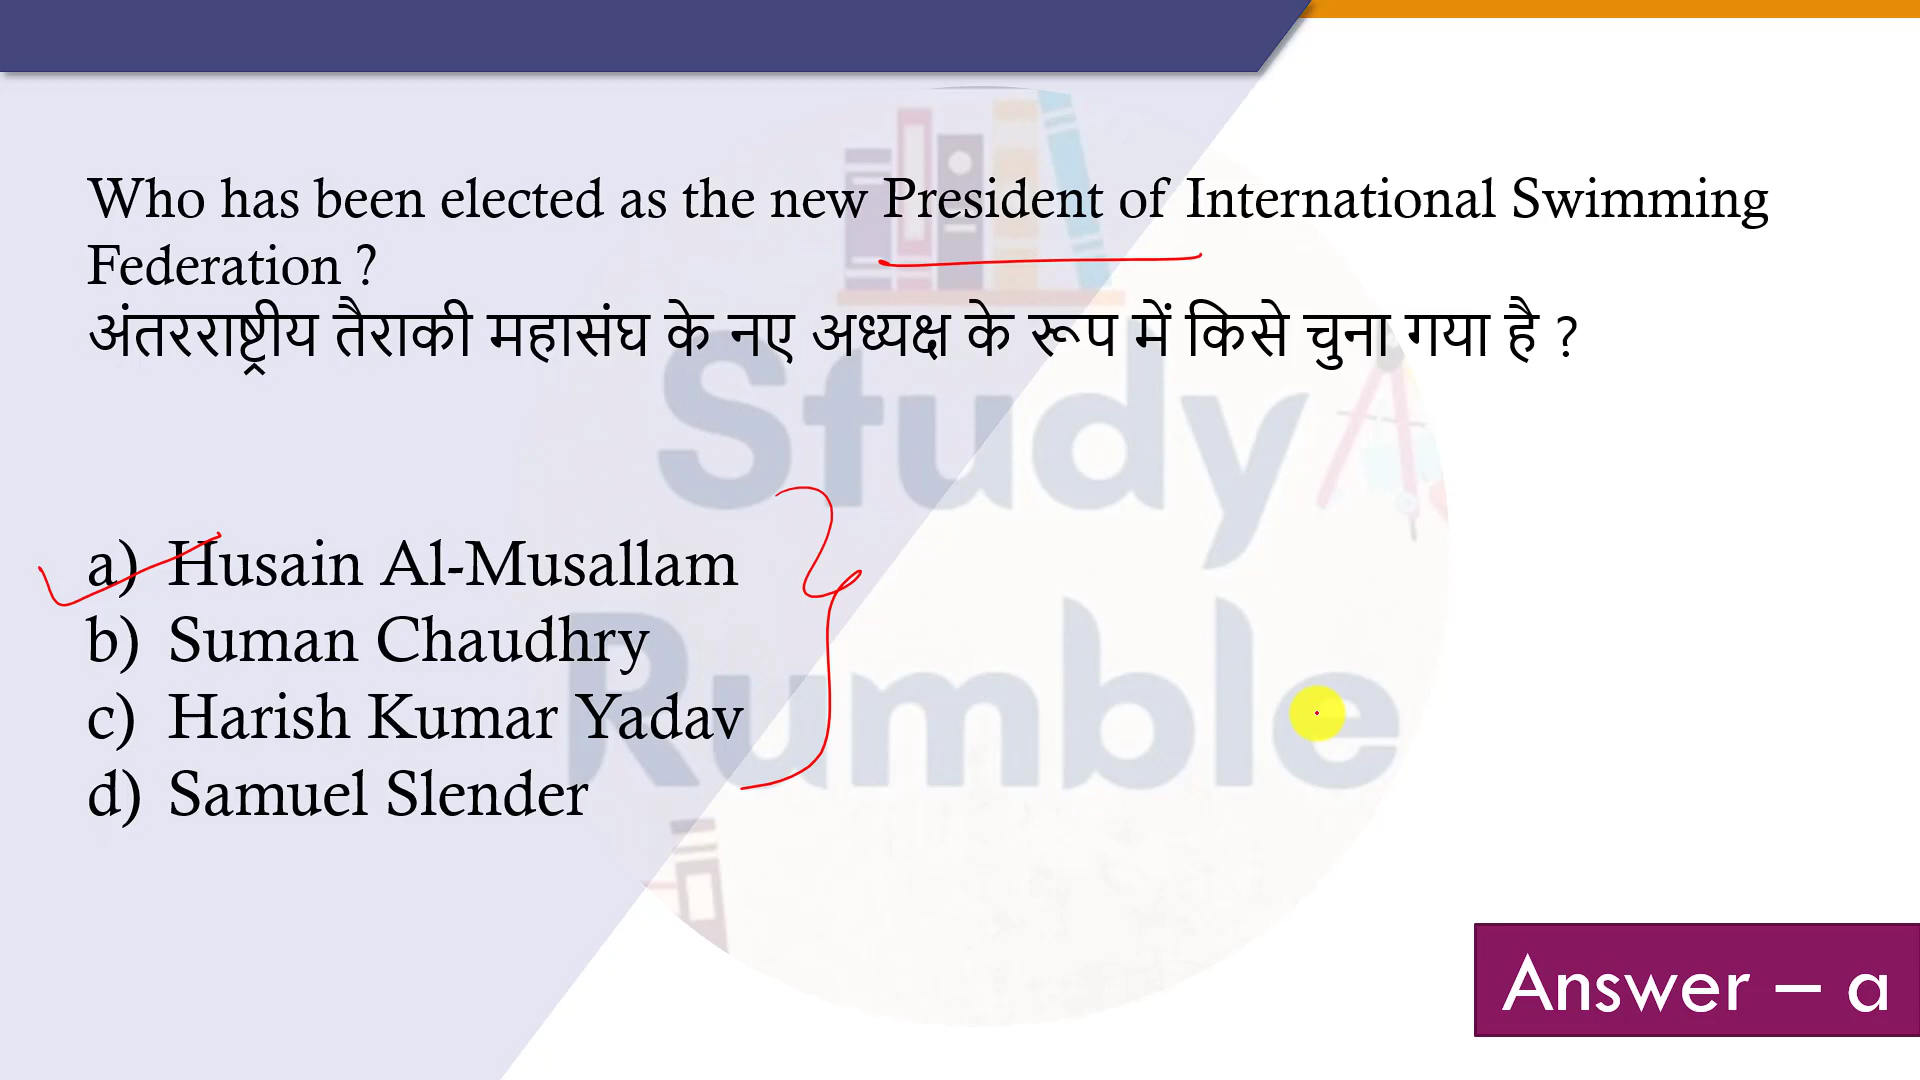 Who has been elected as the new President of International Swimming
Federation ?
अंतरराष्ट्रीय तैराकी महासंघ के नए अध्यक्ष के रूप में किसे चुना गया है ?
Study
Rumble
a) Husain Al-Musallam
b) Suman Chaudhry
c) Harish Kumar Yadav
d) Samuel Slender
Answer – a